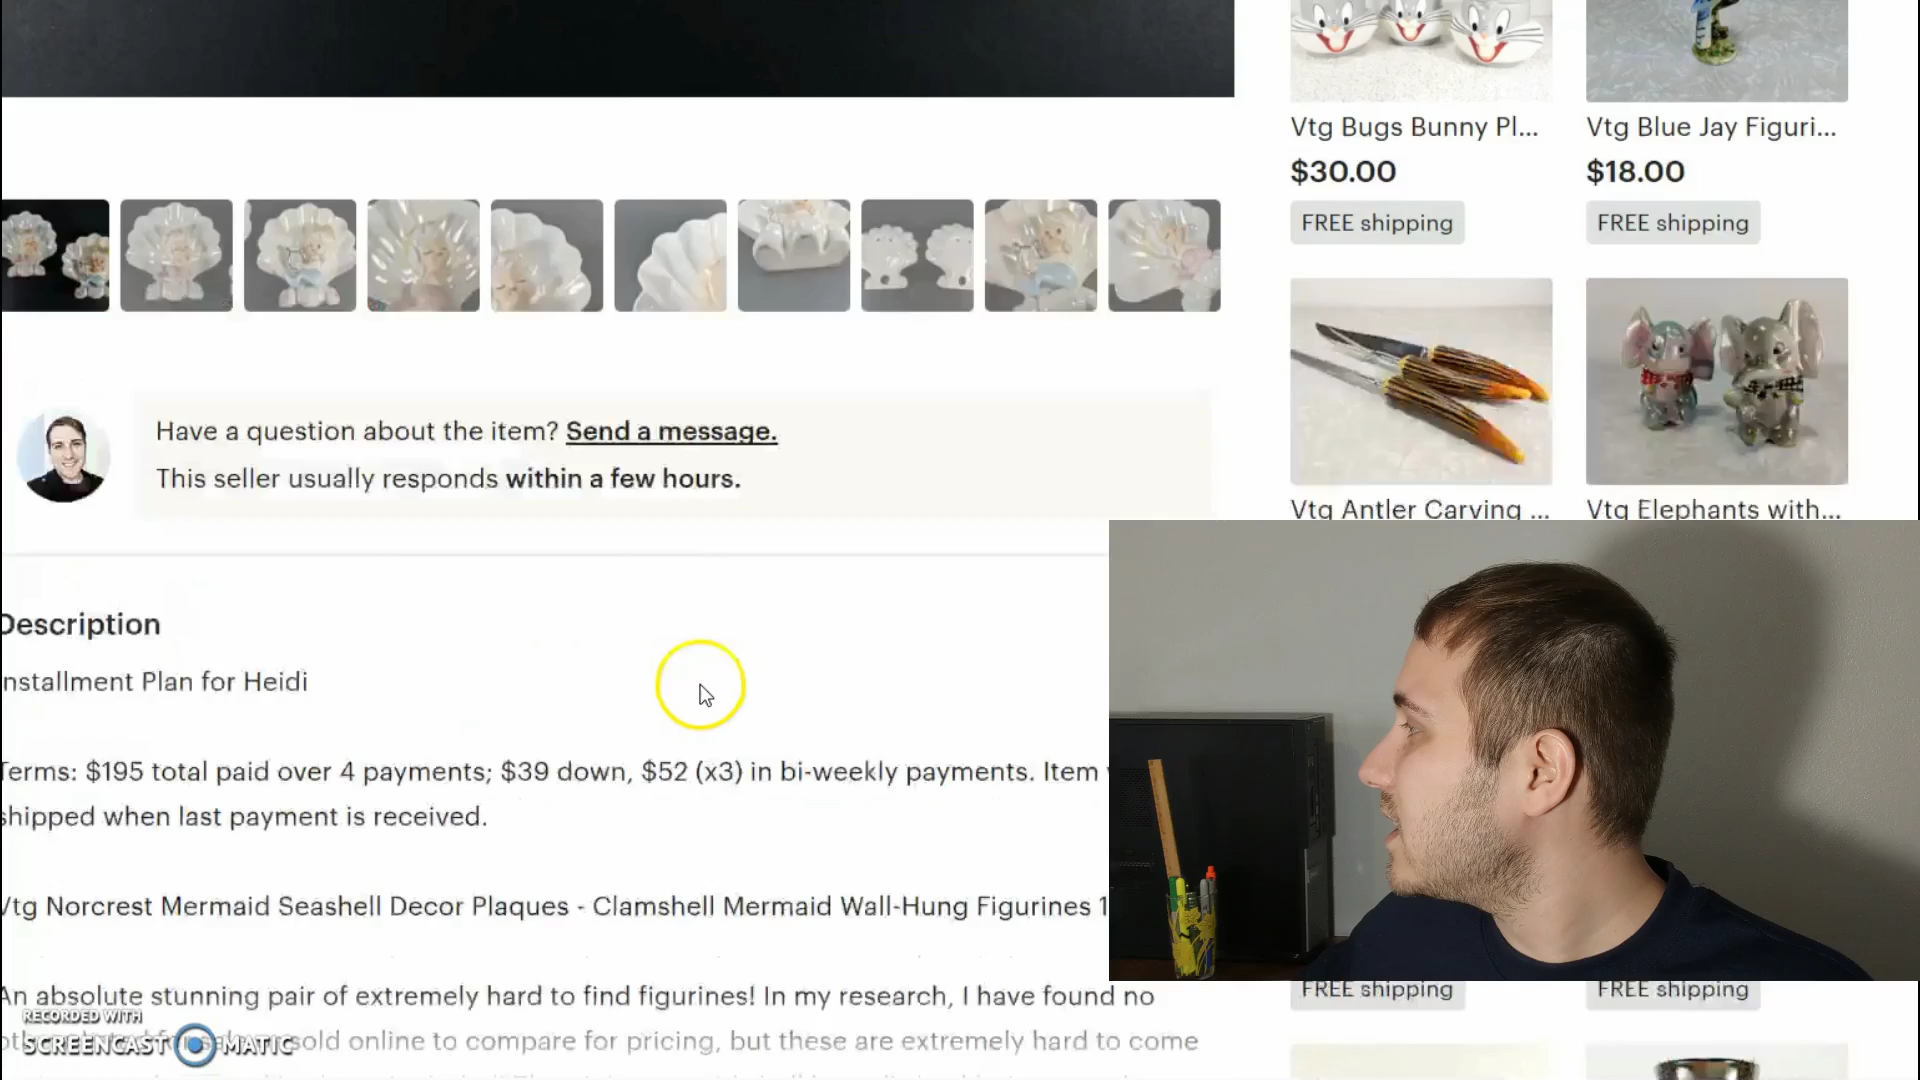 Vtg Bugs Bunny Pl...
$30.00
FREE shipping
Vtg Blue Jay Figuri...
$18.00
FREE shipping
Have a question about the item? Send a message.
This seller usually responds within a few hours.
Vtg Antler Carving ...
Vtg Elephants with...
Description
nstallment Plan for Heidi
Terms: $195 total paid over 4 payments; $39 down, $52 (x3) in bi-weekly payments. Item
shipped when last payment is received.
Vtg Norcrest Mermaid Seashell Decor Plaques - Clamshell Mermaid Wall-Hung Figurines 1
An absolute stunning pair of extremely hard to find figurines! In my research, I have found no
sold online to compare for pricing, but these are extremely hard to come
FREE shipping
FREE shipping
RECORDED WITH
SCREENCAST MATIC